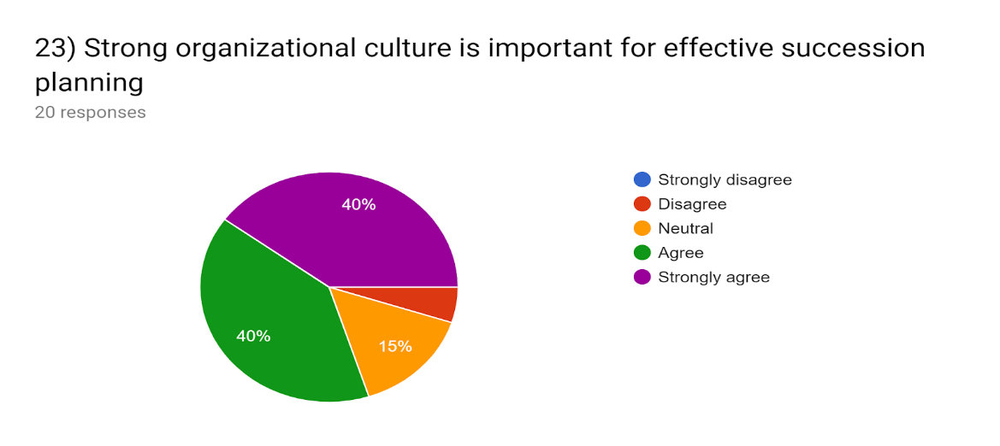 23) Strong organizational culture is important for effective succession
planning
20 responses
40%
40%
15%
Strongly disagree
Disagree
Neutral
Agree
Strongly agree